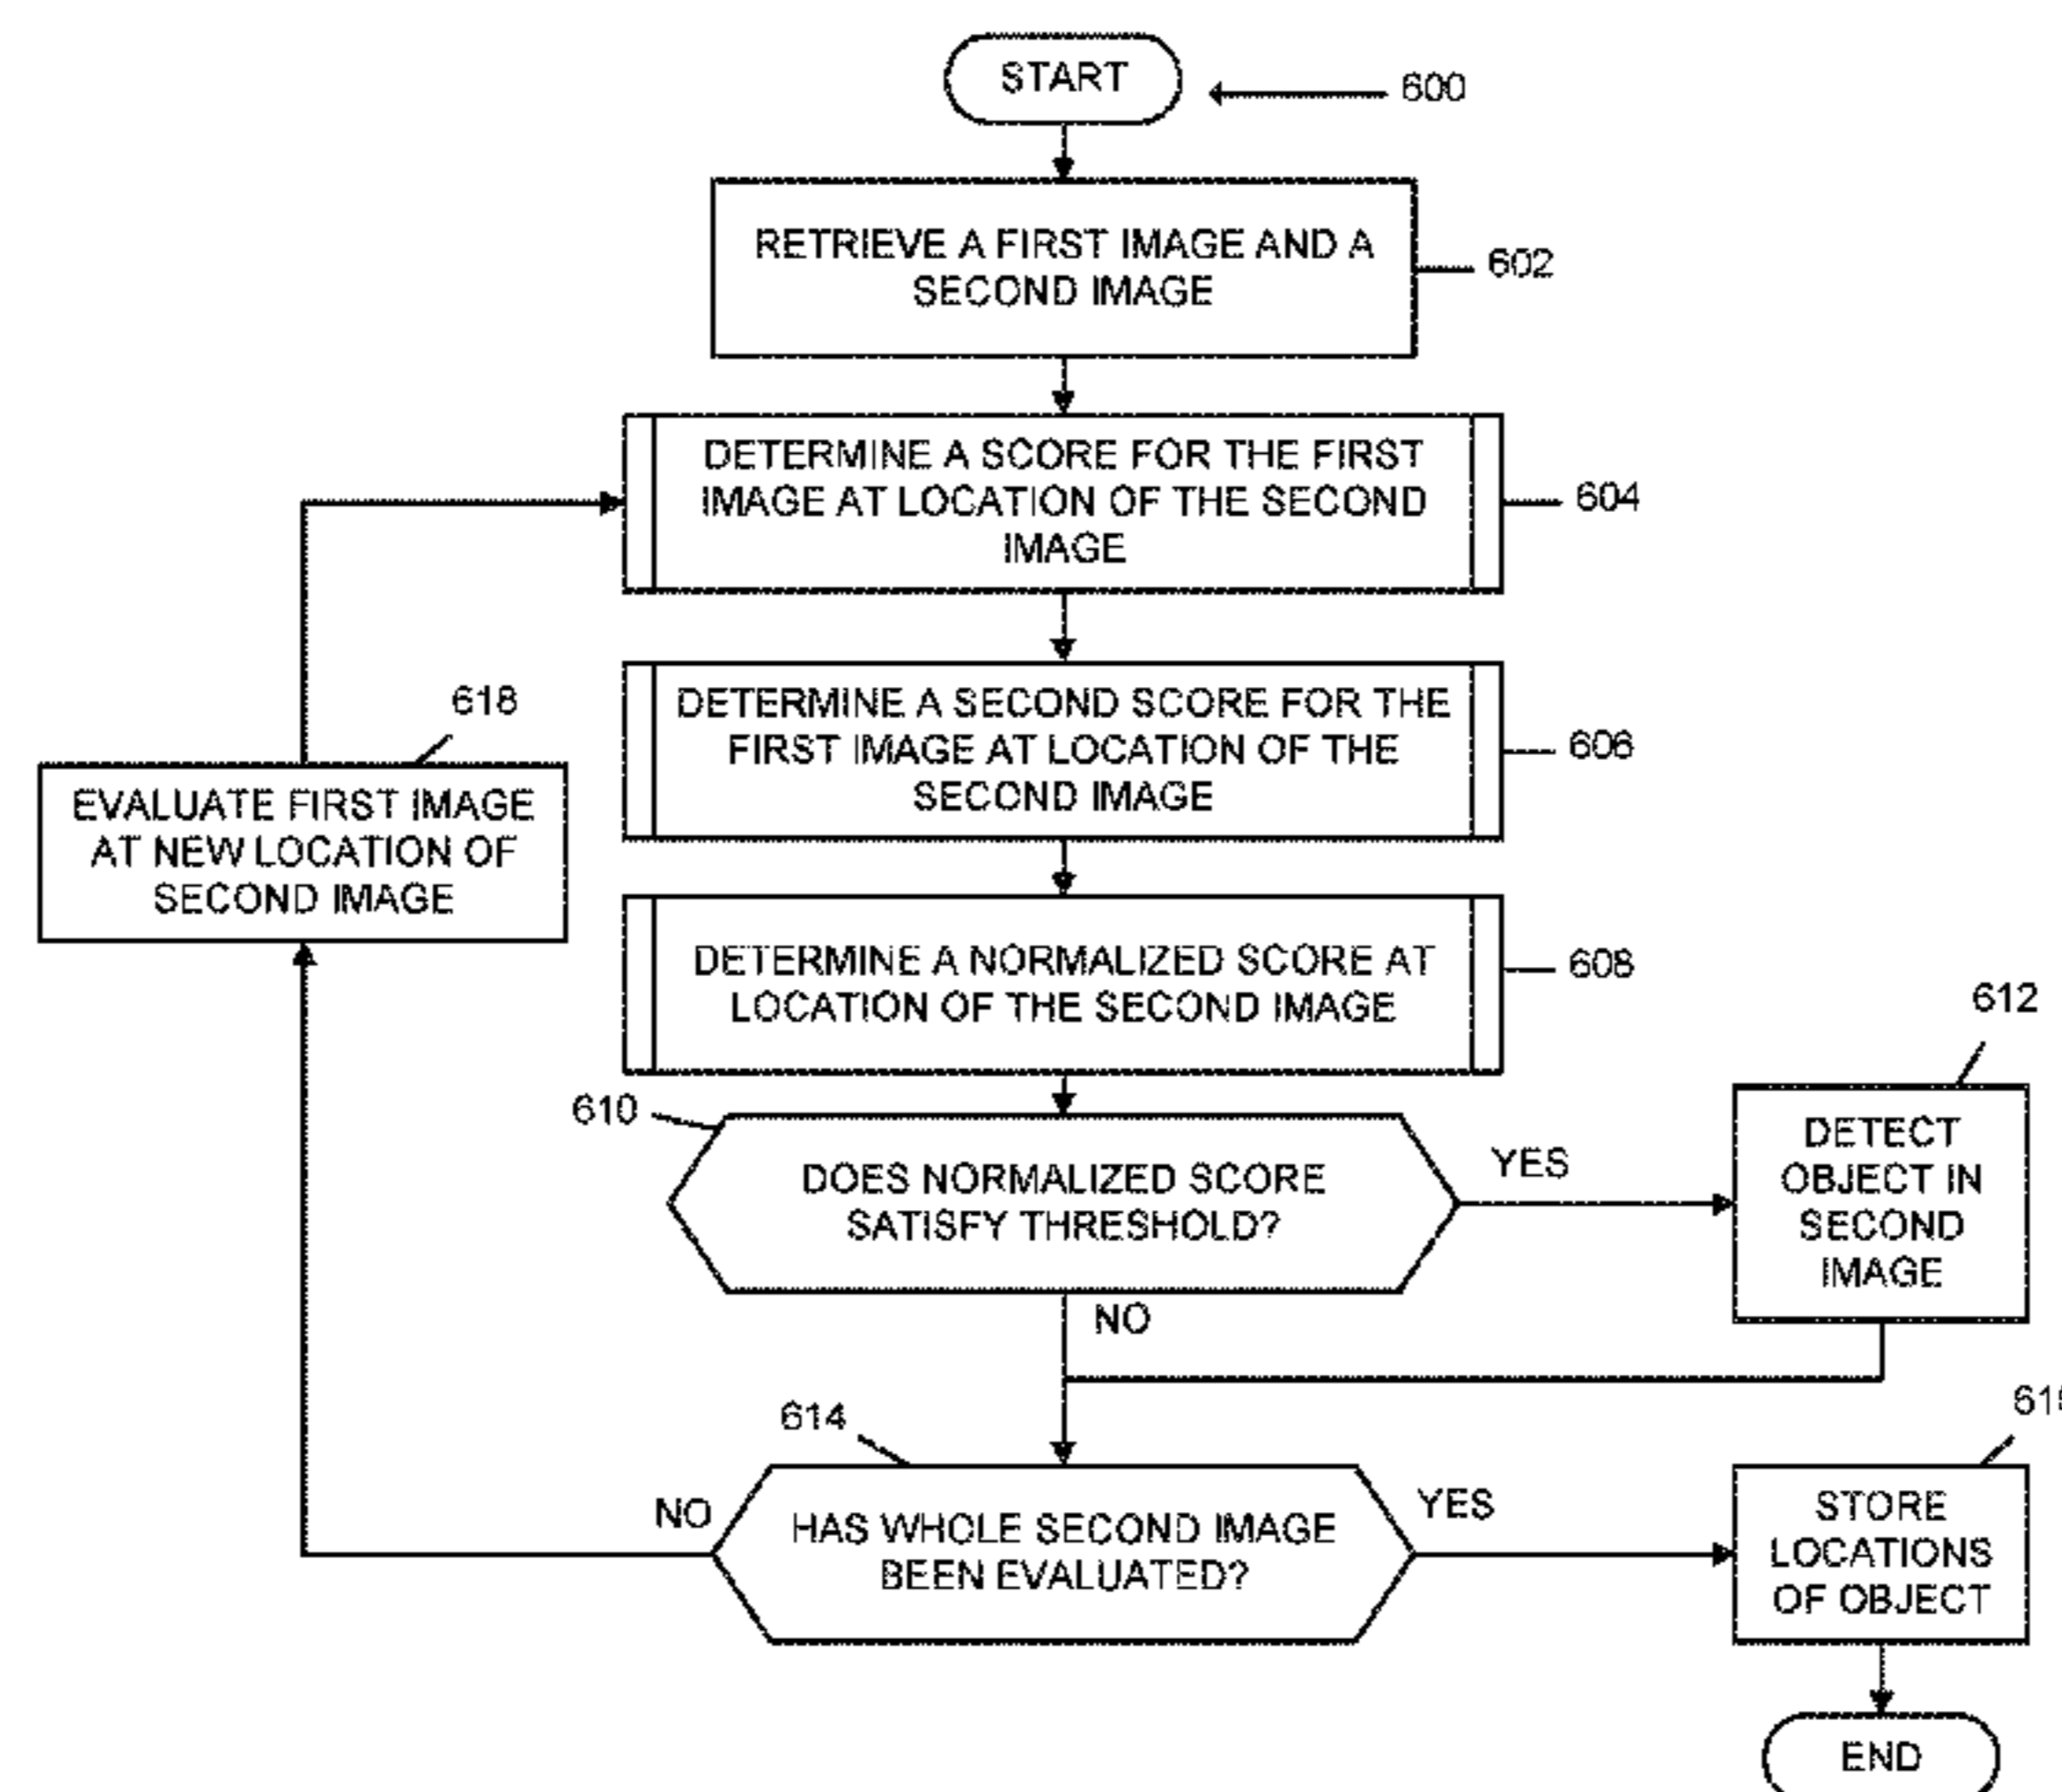 START
600
RETRIEVE A FIRST IMAGE AND A
SECOND IMAGE
602
DETERMINE A SCORE FOR THE FIRST
IMAGE AT LOCATION OF THE SECOND
IMAGE
604
618
DETERMINE A SECOND SCORE FOR THE
FIRST IMAGE AT LOCATION OF THE
SECOND IMAGE
606
EVALUATE FIRST IMAGE
AT NEW LOCATION OF
SECOND IMAGE
DETERMINE A NORMALIZED SCORE AT
LOCATION OF THE SECOND IMAGE
608
610
DOES NORMALIZED SCORE
SATISFY THRESHOLD?
YES
NO
612
DETECT
OBJECT IN
SECOND
IMAGE
614
HAS WHOLE SECOND IMAGE
BEEN EVALUATED?
NO
YES
STORE
LOCATIONS
OF OBJECT
END